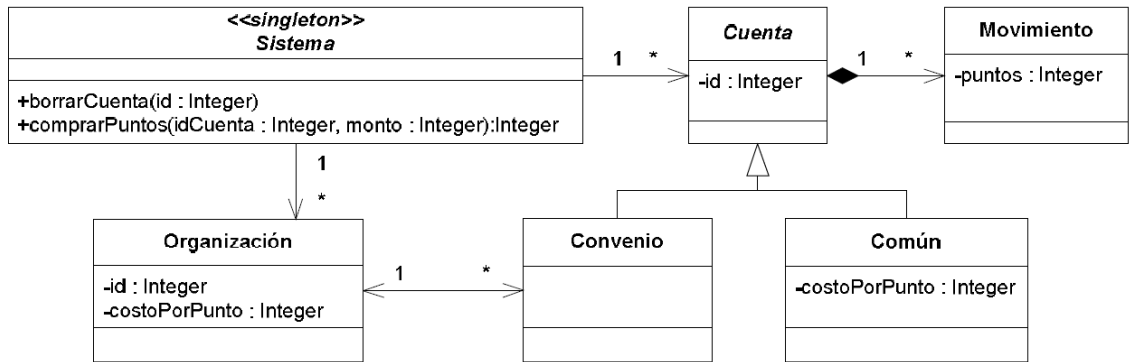 <<singleton>>
Sistema
+borrarCuenta(id : Integer)
+comprarPuntos(idCuenta : Integer, monto : Integer):Integer
1 *
Cuenta
-id : Integer
1 *
Movimiento
-puntos : Integer
1
*
Organización
-id : Integer
-costoPorPunto : Integer
1 *
Convenio
Común
-costoPorPunto : Integer